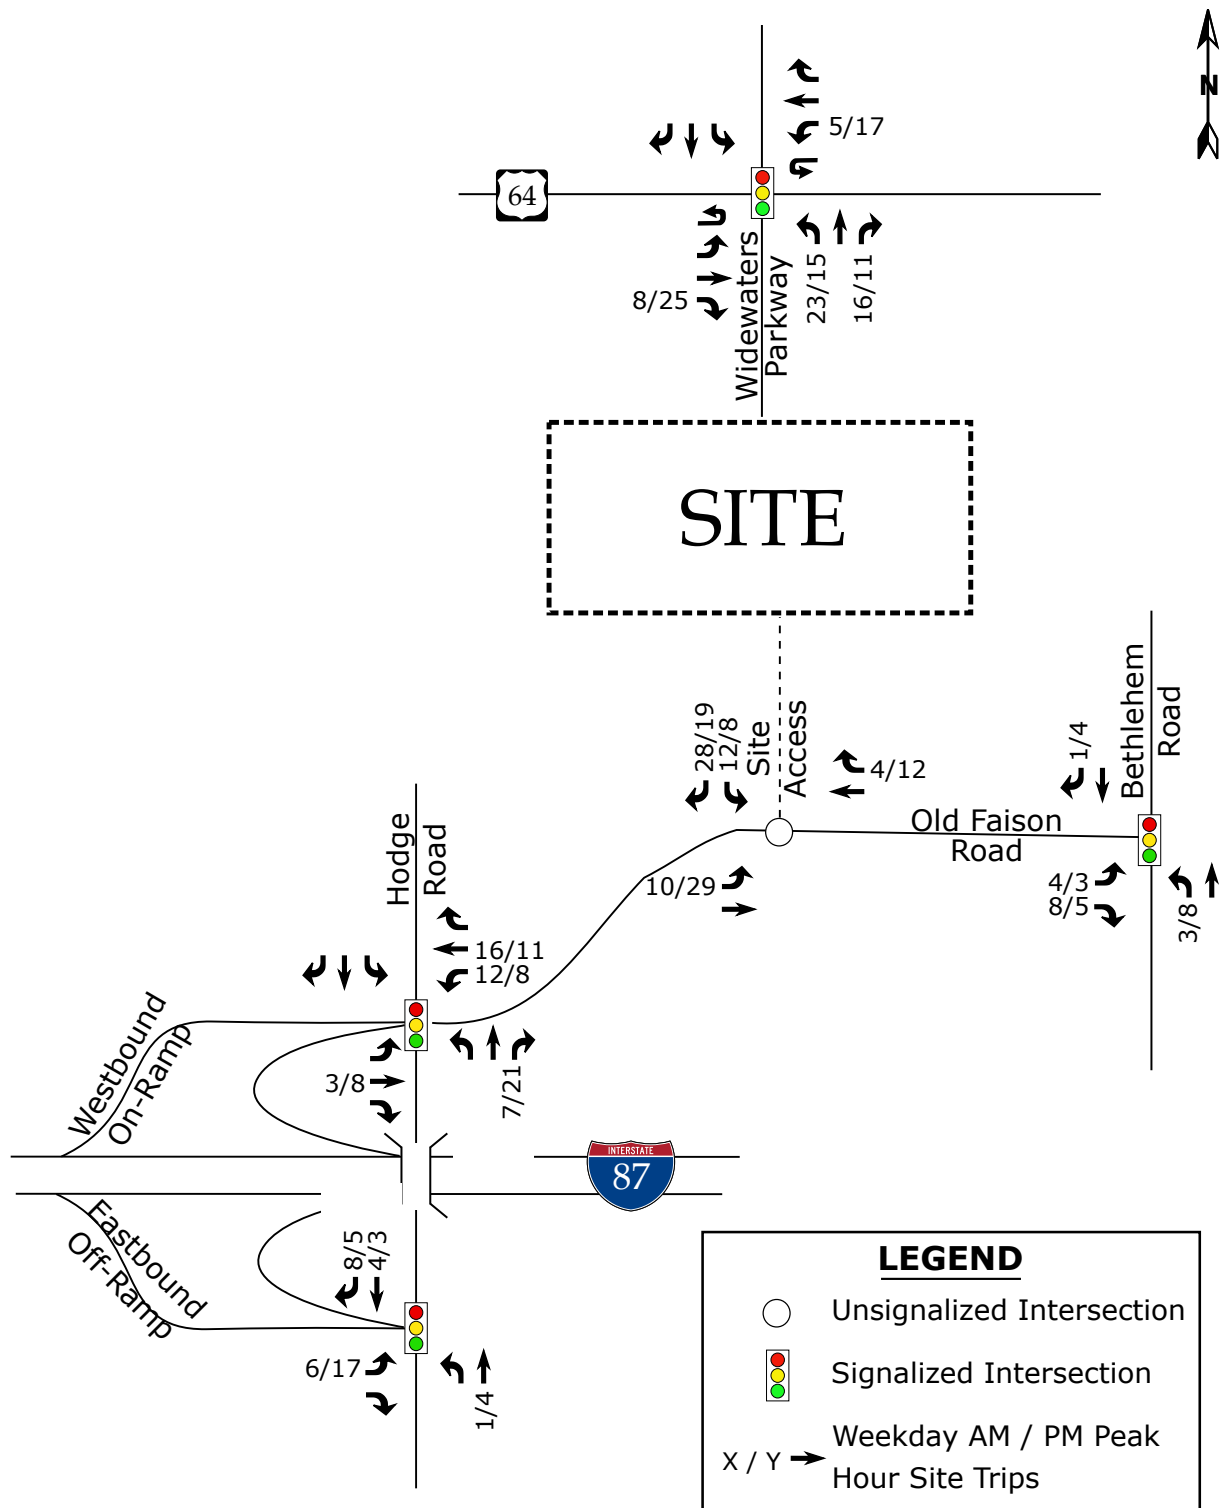 N
5/17
64
8/25
23/15
16/11
Widewaters
Parkway
SITE
28/19
12/8
Site
Access
4/12
1/4
Bethlehem
Road
Old Faison
Road
10/29
4/3
8/5
3/8
Hodge
Road
16/11
12/8
3/8
7/21
Westbound
On-Ramp
INTERSTATE
87
Eastbound
Off-Ramp
8/5
4/3
6/17
1/4
LEGEND
Unsignalized Intersection
Signalized Intersection
X / Y
Weekday AM / PM Peak
Hour Site Trips